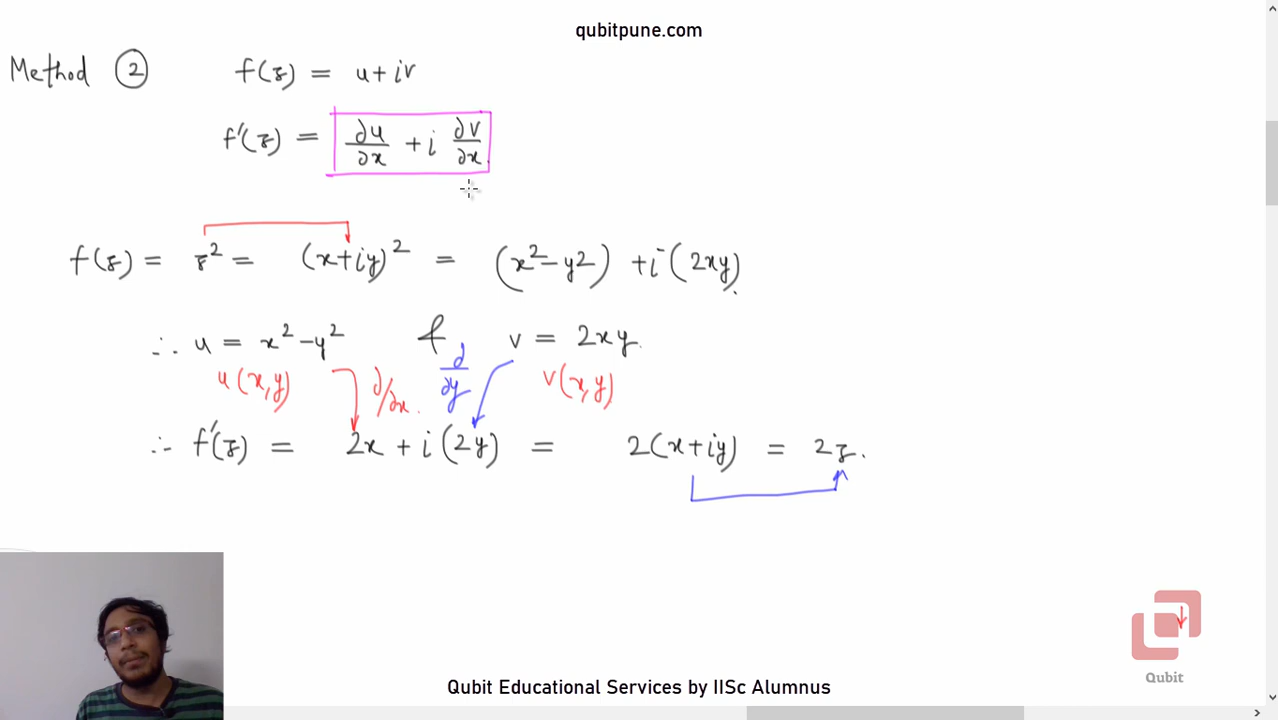 qubitpune.com
Method ② f(z) = u+iv
f'(z) = ∂u/∂x + i ∂v/∂x
f(z) = z² = (x+iy)² = (x²-y²) + i(2xy).
∴ u = x²-y² & v = 2xy.
u(x,y) ∂/∂x. ∂/∂y v(x,y)
∴ f'(z) = 2x + i(2y) = 2(x+iy) = 2z.
Qubit
Qubit Educational Services by IISc Alumnus